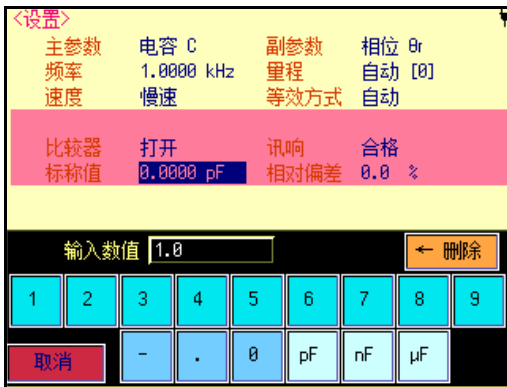 <设置>
主参数 电容 C 副参数 相位 θr
频率 1.0000 kHz 量程 自动 [0]
速度 慢速 等效方式 自动
比较器 打开 讯响 合格
标称值 0.0000 pF 相对偏差 0.0 %
输入数值 1.0 ← 删除
1 2 3 4 5 6 7 8 9
取消 - . 0 pF nF μF